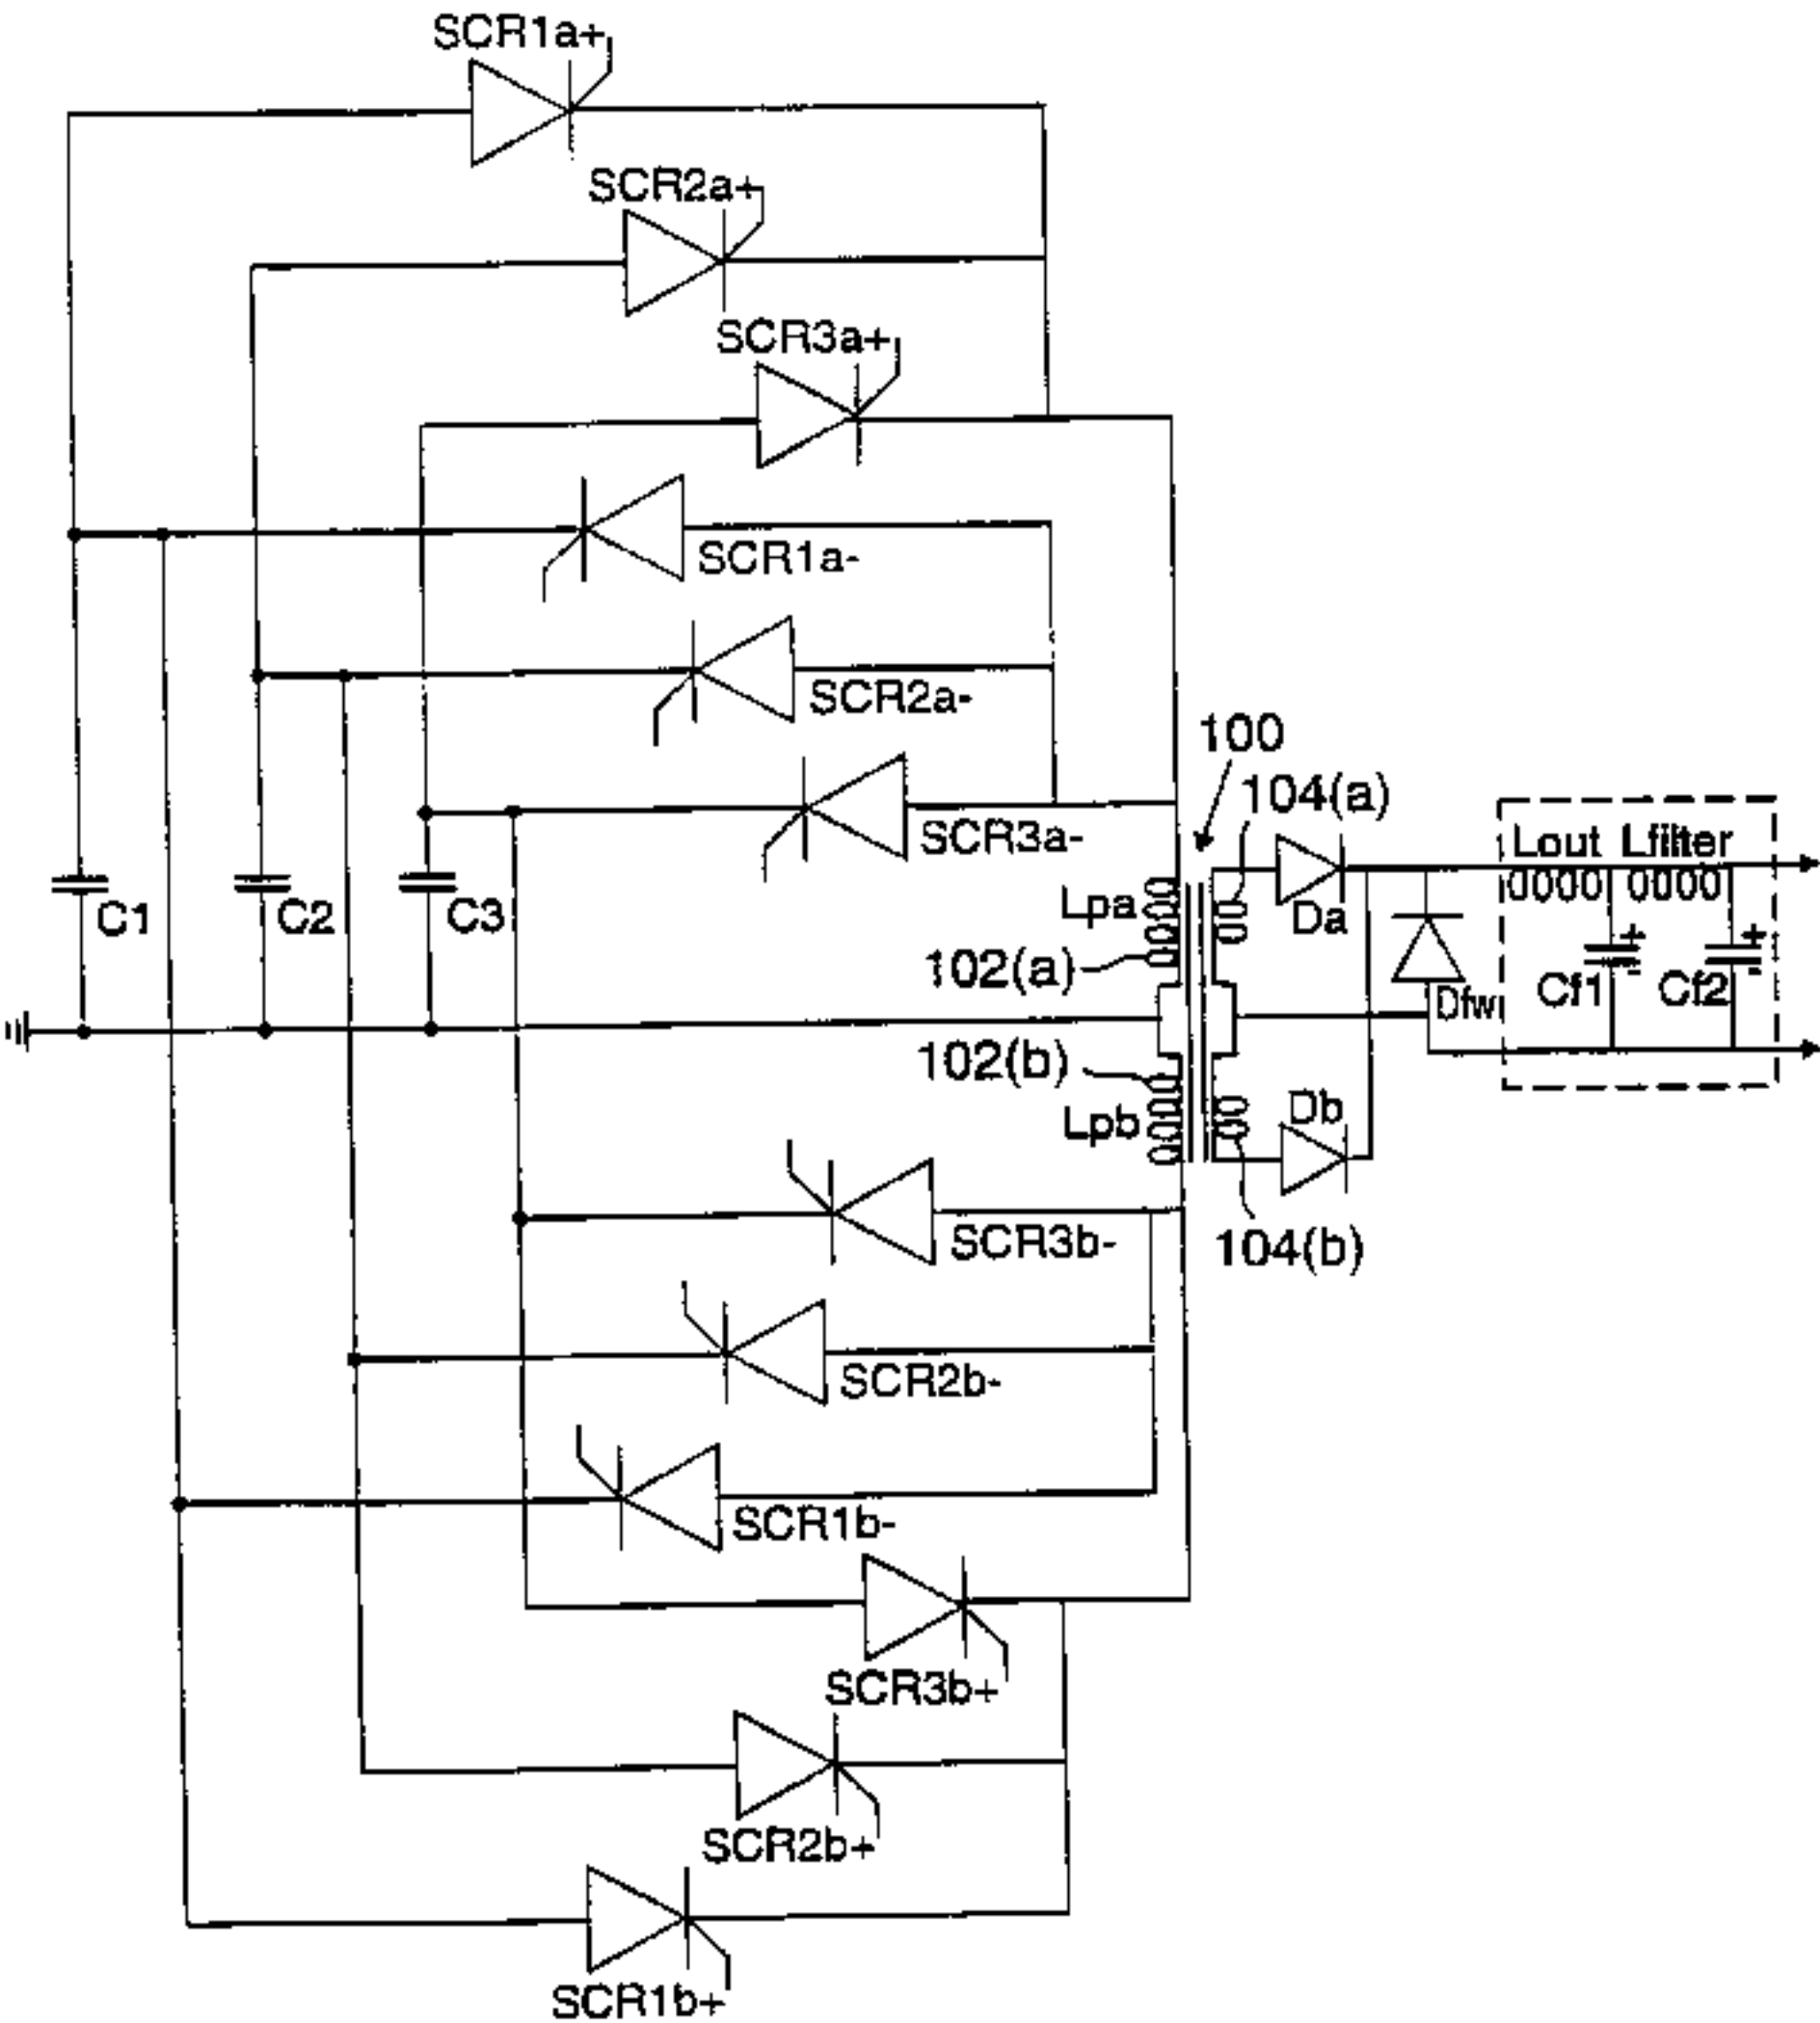 SCR1a+
SCR2a+
SCR3a+
SCR1a-
SCR2a-
SCR3a-
100
104(a)
Lout Lfilter
C1
C2
C3
Lpa
102(a)
Da
Dfw
Cf1
+
-
Cf2
+
-
102(b)
Lpb
Db
104(b)
SCR3b-
SCR2b-
SCR1b-
SCR3b+
SCR2b+
SCR1b+